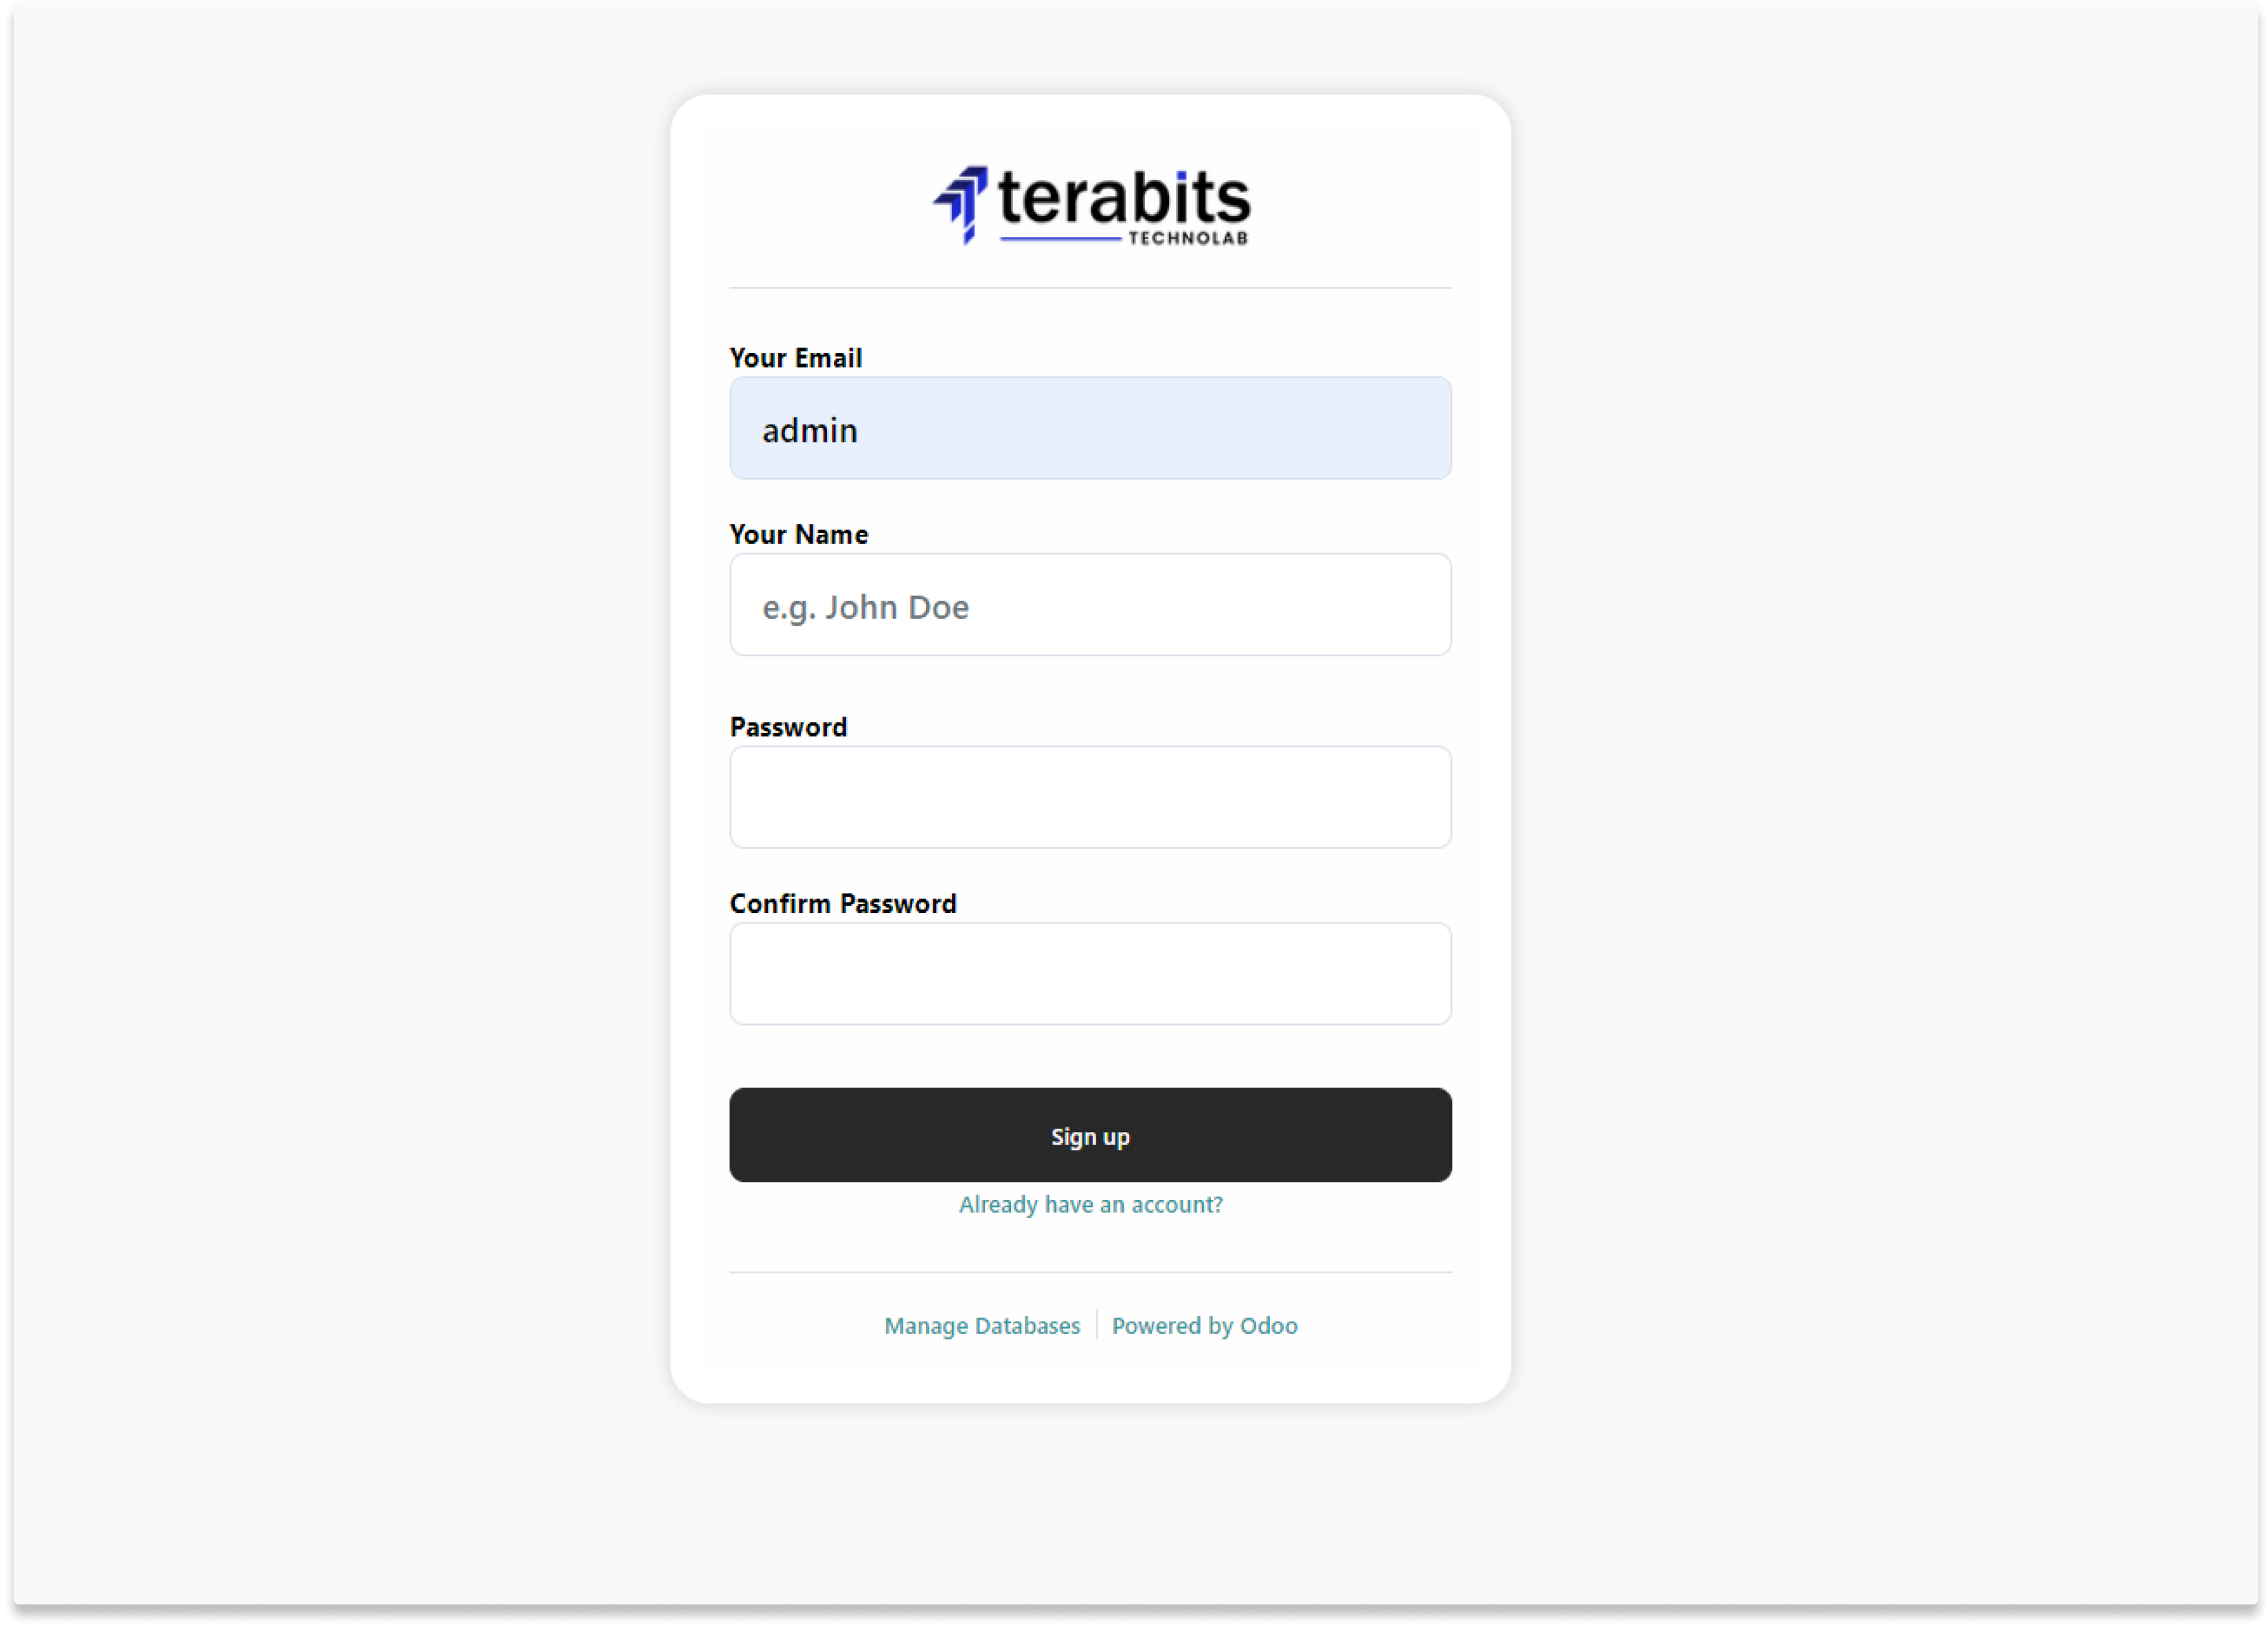 terabits
TECHNOLAB
Your Email
admin
Your Name
e.g. John Doe
Password
Confirm Password
Sign up
Already have an account?
Manage Databases Powered by Odoo